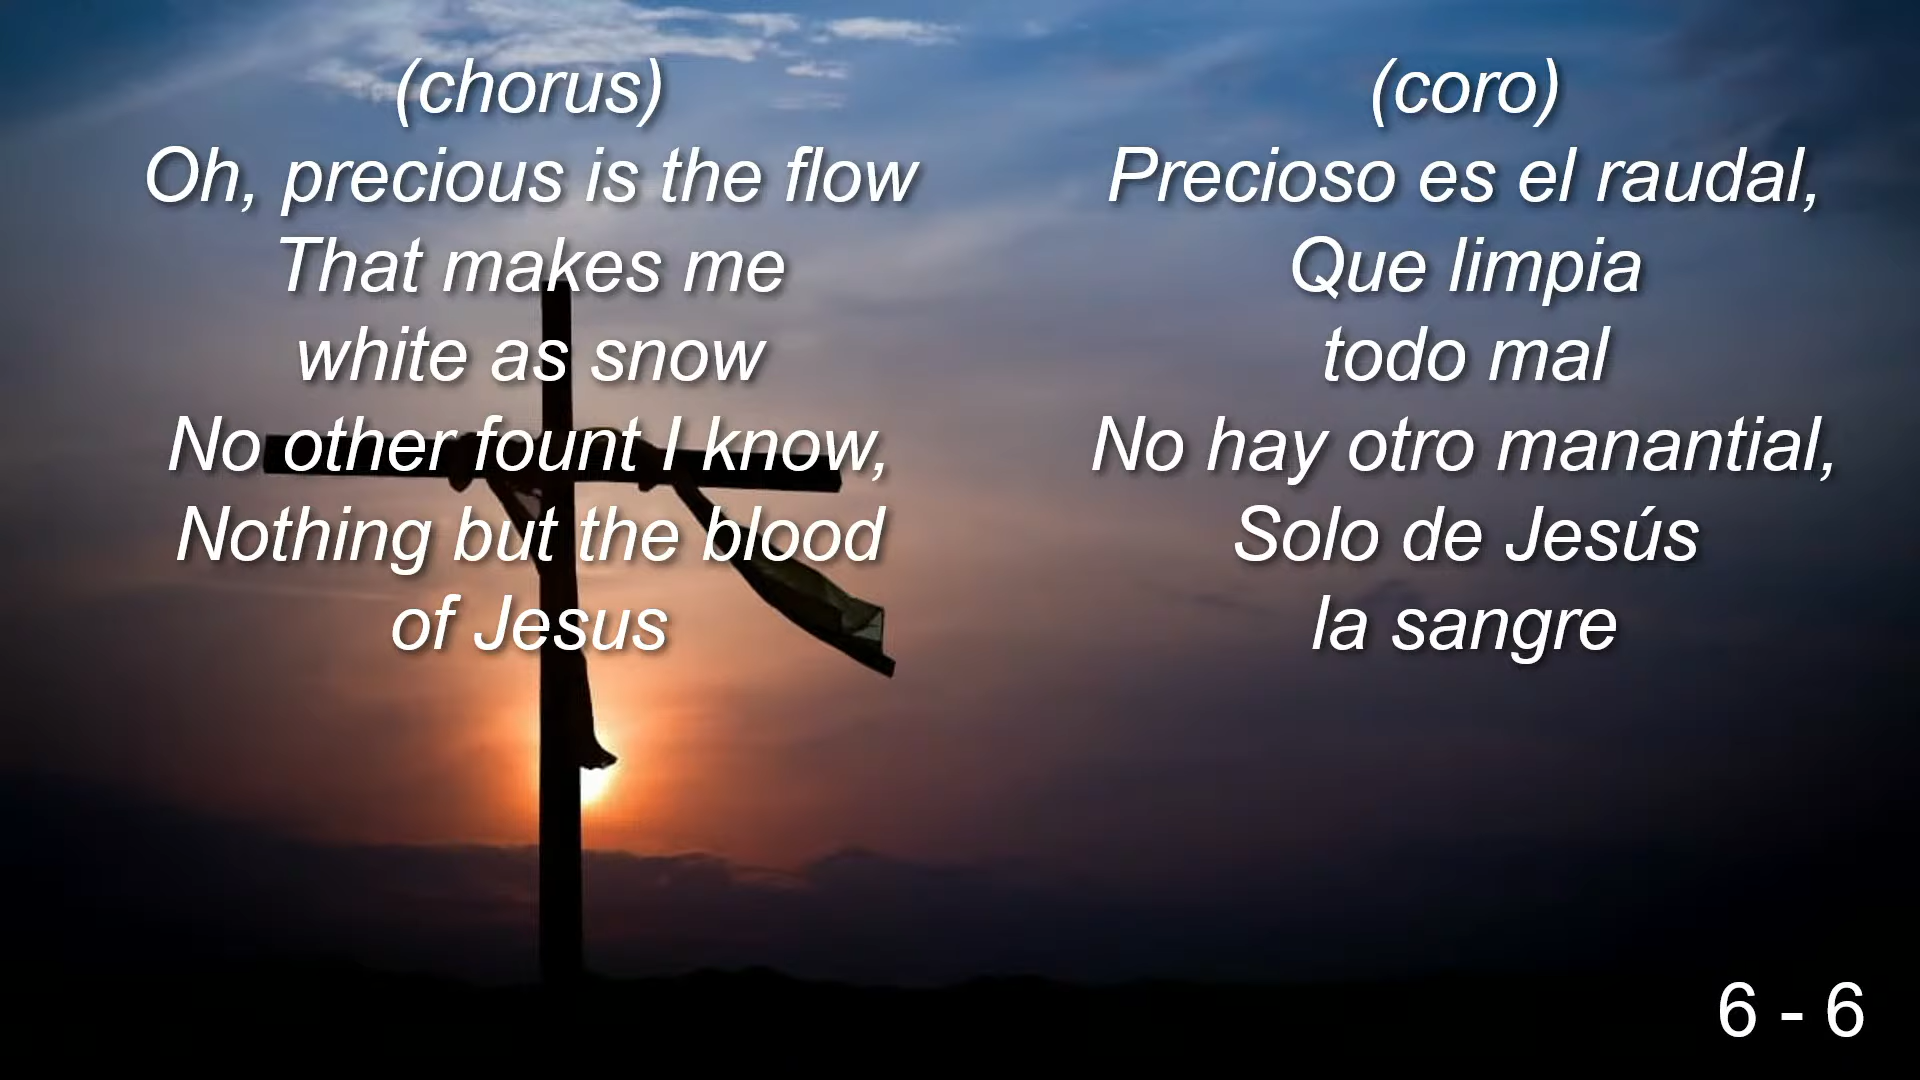 (chorus)
Oh, precious is the flow
That makes me
white as snow
No other fount I know,
Nothing but the blood
of Jesus
(coro)
Precioso es el raudal,
Que limpia
todo mal
No hay otro manantial,
Solo de Jesús
la sangre
6 - 6